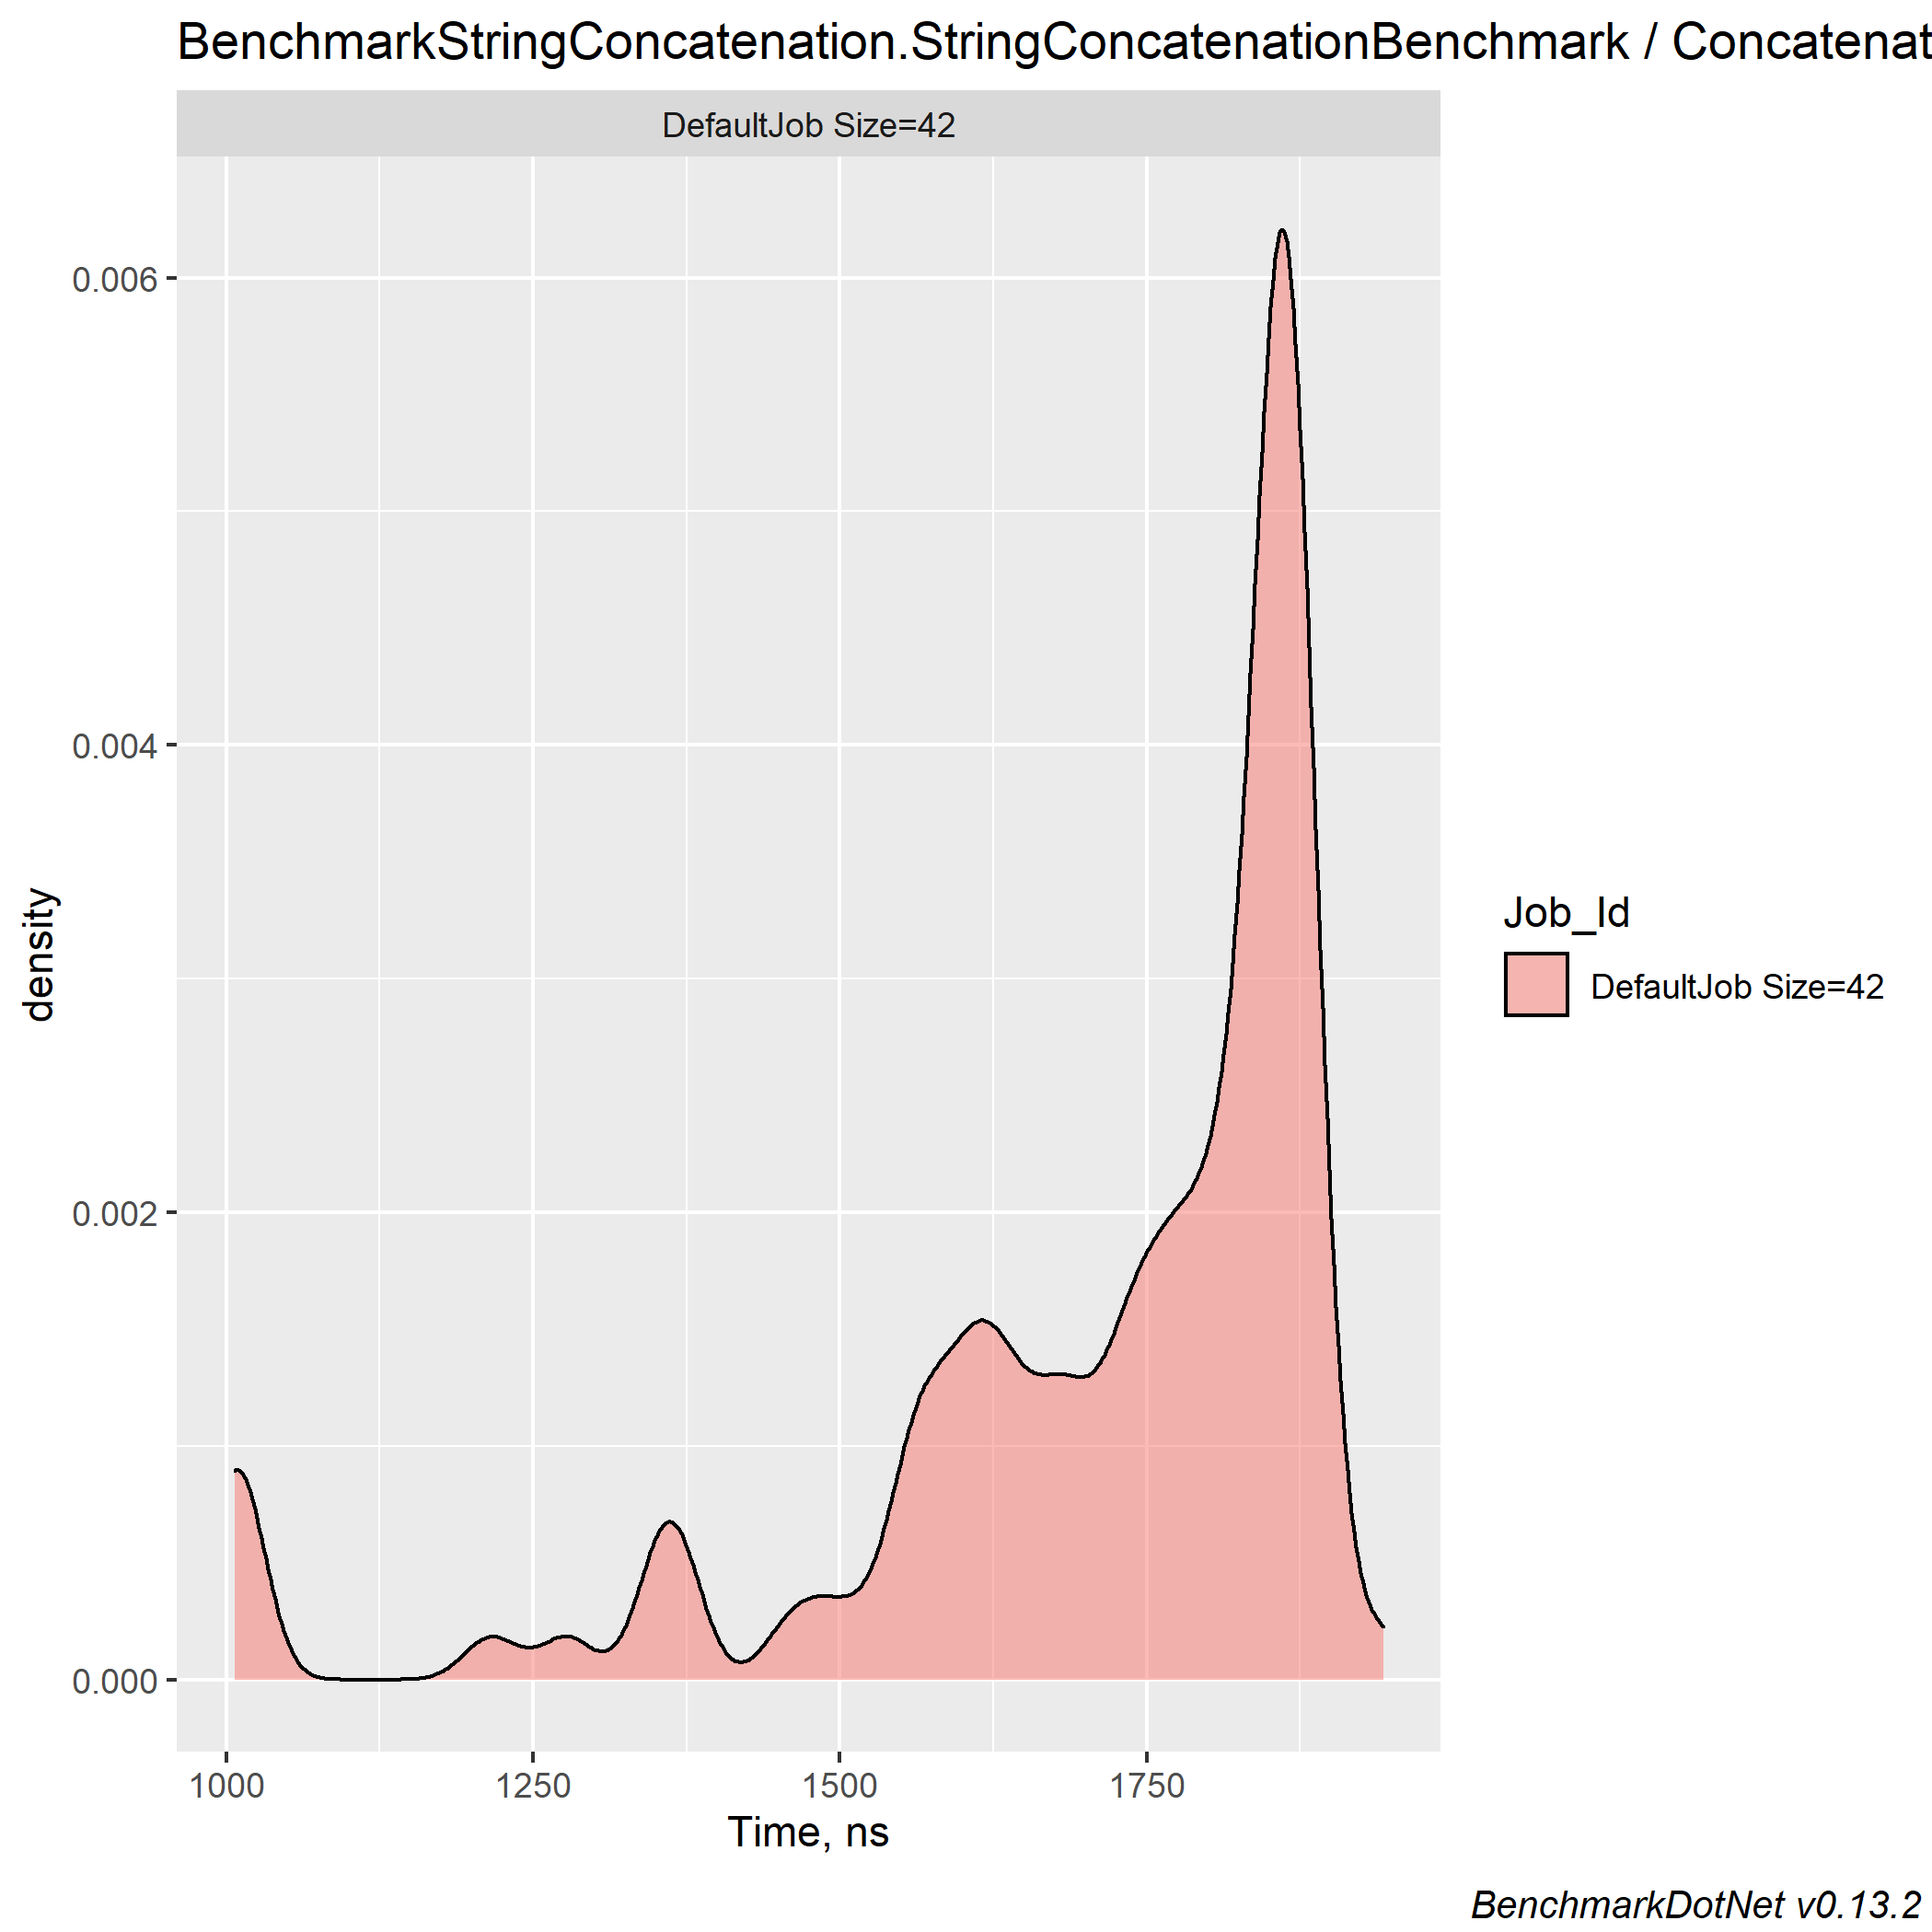 BenchmarkStringConcatenation.StringConcatenationBenchmark / Concatenat
DefaultJob Size=42
0.006
0.004
0.002
0.000
density
1000 1250 1500 1750
Time, ns
Job_Id
DefaultJob Size=42
BenchmarkDotNet v0.13.2